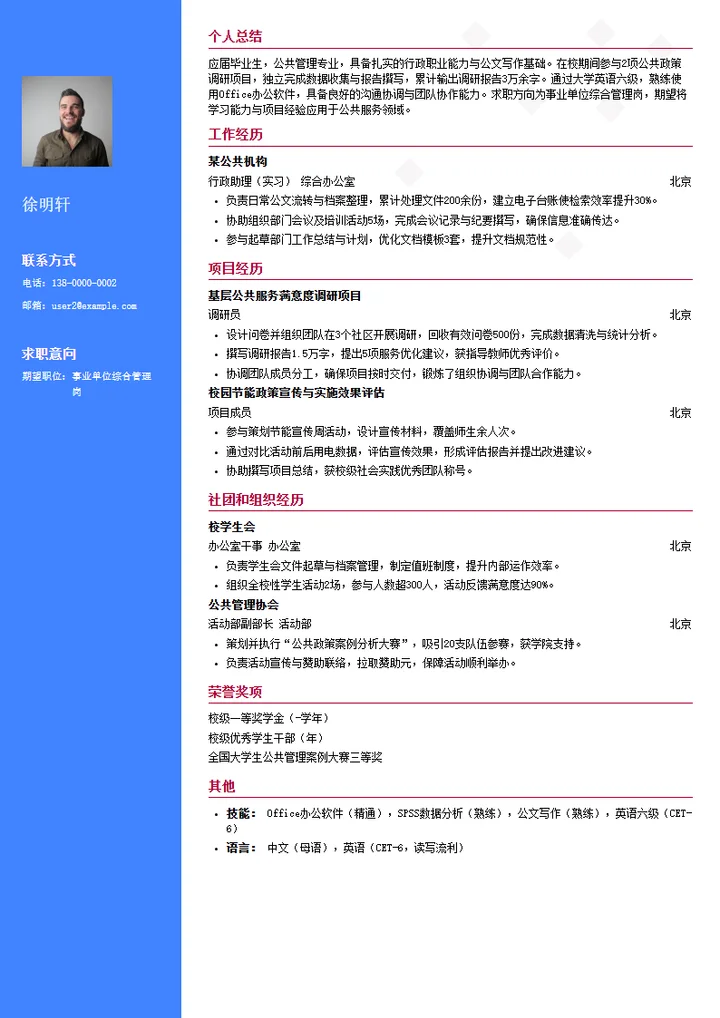 徐明轩
联系方式
电话：138-0000-0002
邮箱：user2@example.com
求职意向
期望职位：事业单位综合管理
岗
个人总结
应届毕业生，公共管理专业，具备扎实的行政职业能力与公文写作基础。在校期间参与2项公共政策
调研项目，独立完成数据收集与报告撰写，累计输出调研报告3万余字。通过大学英语六级，熟练使
用Office办公软件，具备良好的沟通协调与团队协作能力。求职方向为事业单位综合管理岗，期望将
学习能力与项目经验应用于公共服务领域。
工作经历
某公共机构
行政助理（实习） 综合办公室 北京
• 负责日常公文流转与档案整理，累计处理文件200余份，建立电子台账使检索效率提升30%。
• 协助组织部门会议及培训活动5场，完成会议记录与纪要撰写，确保信息准确传达。
• 参与起草部门工作总结与计划，优化文档模板3套，提升文档规范性。
项目经历
基层公共服务满意度调研项目
调研员 北京
• 设计问卷并组织团队在3个社区开展调研，回收有效问卷500份，完成数据清洗与统计分析。
• 撰写调研报告1.5万字，提出5项服务优化建议，获指导教师优秀评价。
• 协调团队成员分工，确保项目按时交付，锻炼了组织协调与团队合作能力。
校园节能政策宣传与实施效果评估
项目成员 北京
• 参与策划节能宣传周活动，设计宣传材料，覆盖师生余人次。
• 通过对比活动前后用电数据，评估宣传效果，形成评估报告并提出改进建议。
• 协助撰写项目总结，获校级社会实践优秀团队称号。
社团和组织经历
校学生会
办公室干事 办公室 北京
• 负责学生会文件起草与档案管理，制定值班制度，提升内部运作效率。
• 组织全校性学生活动2场，参与人数超300人，活动反馈满意度达90%。
公共管理协会
活动部副部长 活动部 北京
• 策划并执行“公共政策案例分析大赛”，吸引20支队伍参赛，获学院支持。
• 负责活动宣传与赞助联络，拉取赞助元，保障活动顺利举办。
荣誉奖项
校级一等奖学金（-学年）
校级优秀学生干部（年）
全国大学生公共管理案例大赛三等奖
其他
• 技能： Office办公软件（精通），SPSS数据分析（熟练），公文写作（熟练），英语六级（CET-
6）
• 语言： 中文（母语），英语（CET-6，读写流利）